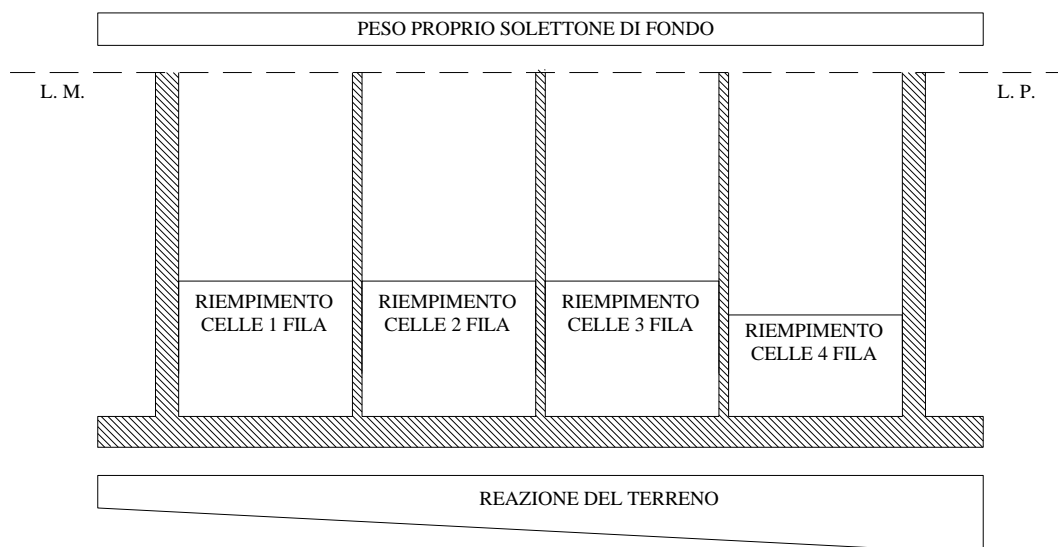 PESO PROPRIO SOLETTONE DI FONDO
L. M.
L. P.
RIEMPIMENTO
CELLE 1 FILA
RIEMPIMENTO
CELLE 2 FILA
RIEMPIMENTO
CELLE 3 FILA
RIEMPIMENTO
CELLE 4 FILA
REAZIONE DEL TERRENO